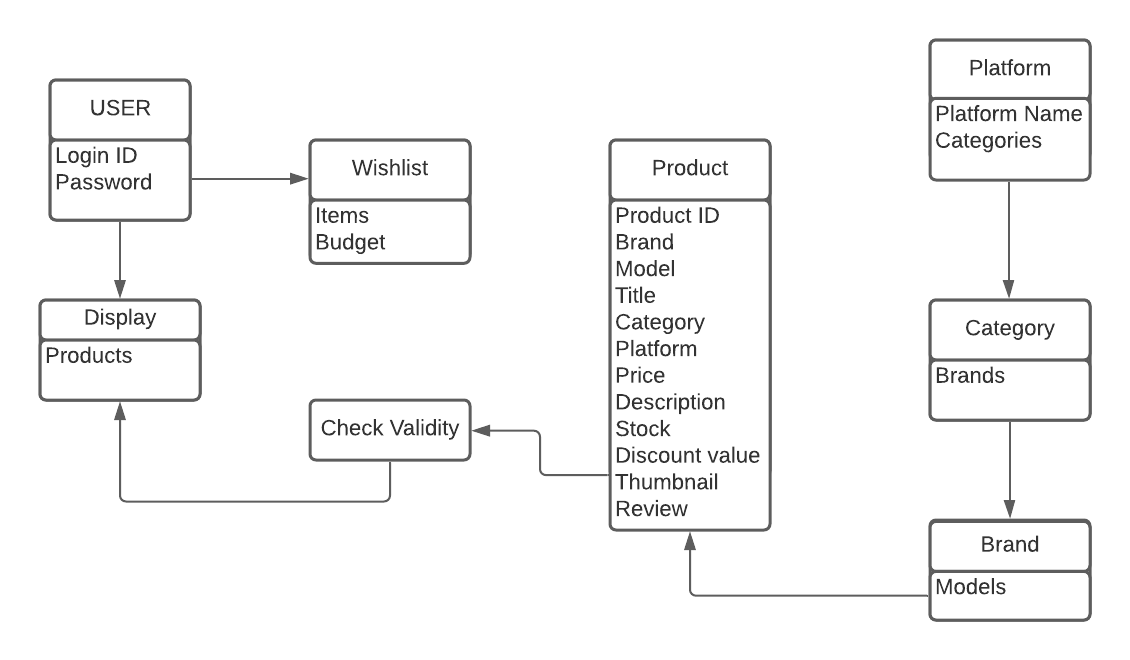 USER
Login ID
Password
Wishlist
Items
Budget
Display
Products
Check Validity
Product
Product ID
Brand
Model
Title
Category
Platform
Price
Description
Stock
Discount value
Thumbnail
Review
Platform
Platform Name
Categories
Category
Brands
Brand
Models